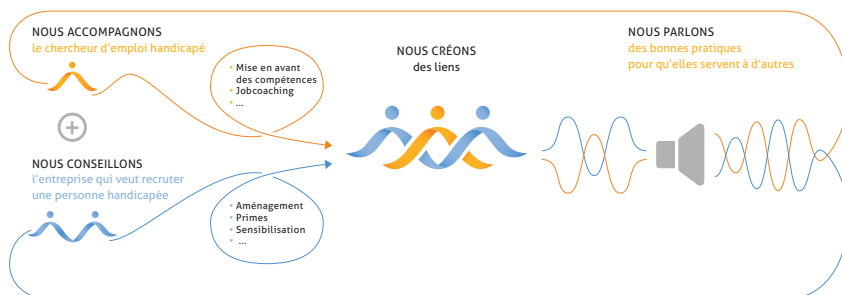 NOUS ACCOMPAGNONS
le chercheur d'emploi handicapé
• Mise en avant
des compétences
• Jobcoaching
• ...
NOUS CRÉONS
des liens
NOUS PARLONS
des bonnes pratiques
pour qu'elles servent à d'autres
NOUS CONSEILLONS
l'entreprise qui veut recruter
une personne handicapée
• Aménagement
• Primes
• Sensibilisation
• ...